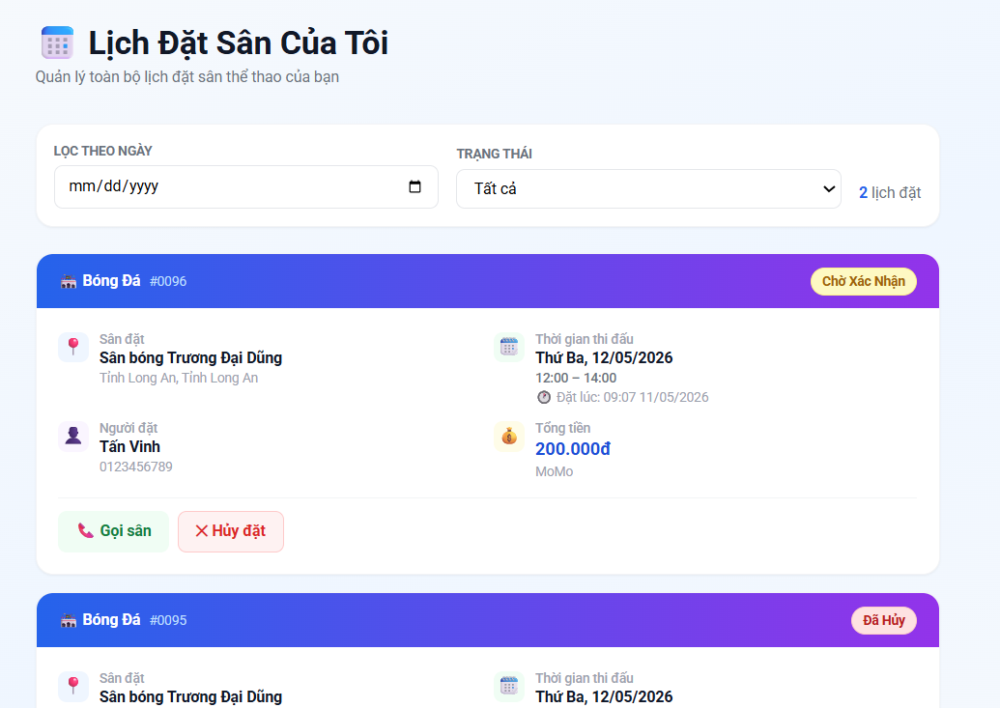 Lịch Đặt Sân Của Tôi
Quản lý toàn bộ lịch đặt sân thể thao của bạn
LỌC THEO NGÀY
TRẠNG THÁI
mm/dd/yyyy
Tất cả
2 lịch đặt
Bóng Đá #0096
Chờ Xác Nhận
Sân đặt
Sân bóng Trương Đại Dũng
Tỉnh Long An, Tỉnh Long An
Thời gian thi đấu
Thứ Ba, 12/05/2026
12:00 – 14:00
Đặt lúc: 09:07 11/05/2026
Người đặt
Tấn Vinh
0123456789
Tổng tiền
200.000đ
MoMo
Gọi sân
Hủy đặt
Bóng Đá #0095
Đã Hủy
Sân đặt
Sân bóng Trương Đại Dũng
Thời gian thi đấu
Thứ Ba, 12/05/2026